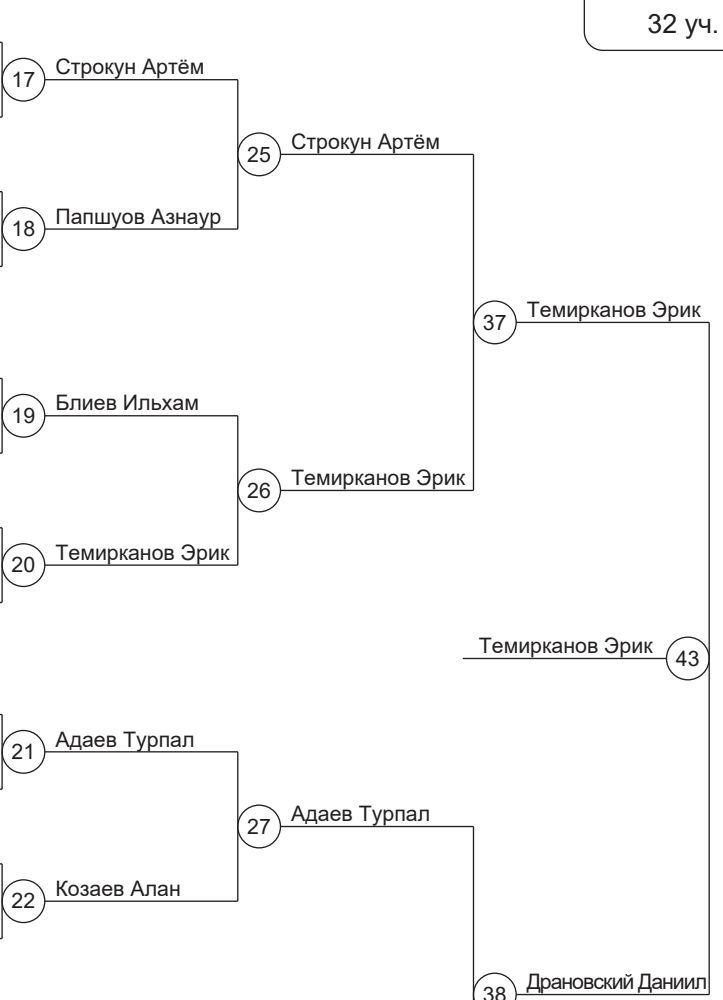 32 уч.
17 Строкун Артём
25 Строкун Артём
18 Папшуов Азнаур
37 Темирканов Эрик
19 Блиев Ильхам
26 Темирканов Эрик
20 Темирканов Эрик
Темирканов Эрик 43
21 Адаев Турпал
27 Адаев Турпал
22 Козаев Алан
38 Драновский Даниил